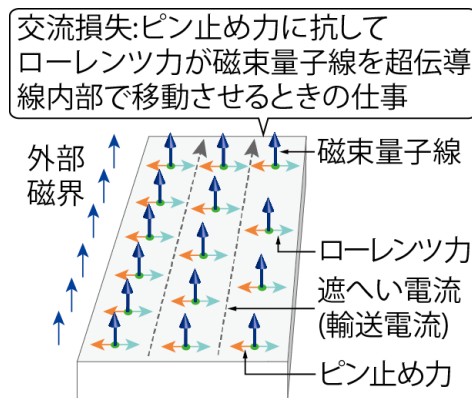 交流損失:ピン止め力に抗して
ローレンツ力が磁束量子線を超伝導
線内部で移動させるときの仕事
外部
磁界
磁束量子線
ローレンツ力
遮へい電流
(輸送電流)
ピン止め力